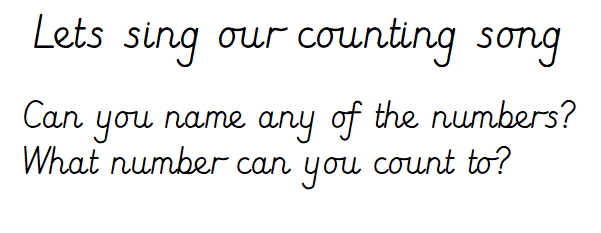 Lets sing our counting song
Can you name any of the numbers?
What number can you count to?